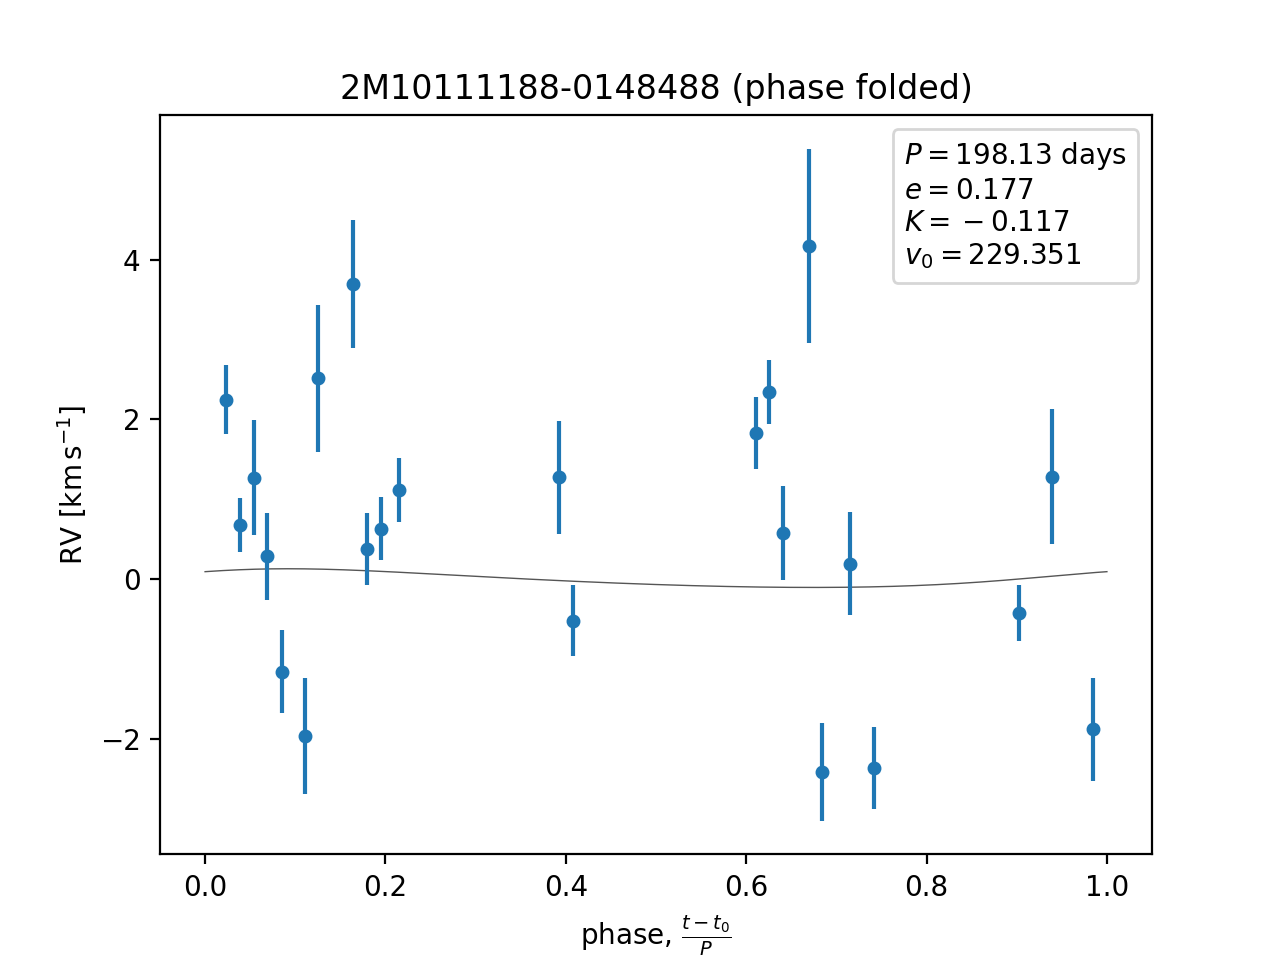 2M10111188-0148488 (phase folded)
P = 198.13 days
e = 0.177
K = −0.117
v₀ = 229.351
RV [km s⁻¹]
4
2
0
−2
0.0 0.2 0.4 0.6 0.8 1.0
phase, (t − t₀)/P